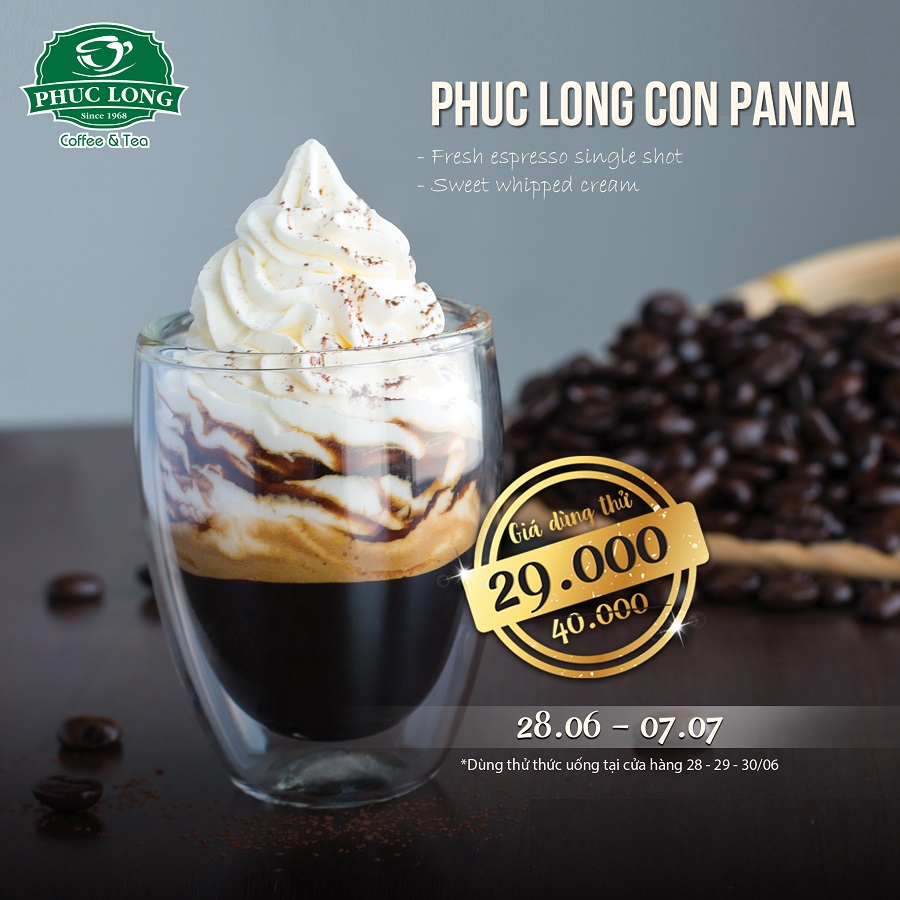 PHUC LONG
Since 1968
Coffee & Tea
PHUC LONG CON PANNA
- Fresh espresso single shot
- Sweet whipped cream
Giá dùng thử
29.000
40.000
28.06 – 07.07
*Dùng thử thức uống tại cửa hàng 28 - 29 - 30/06